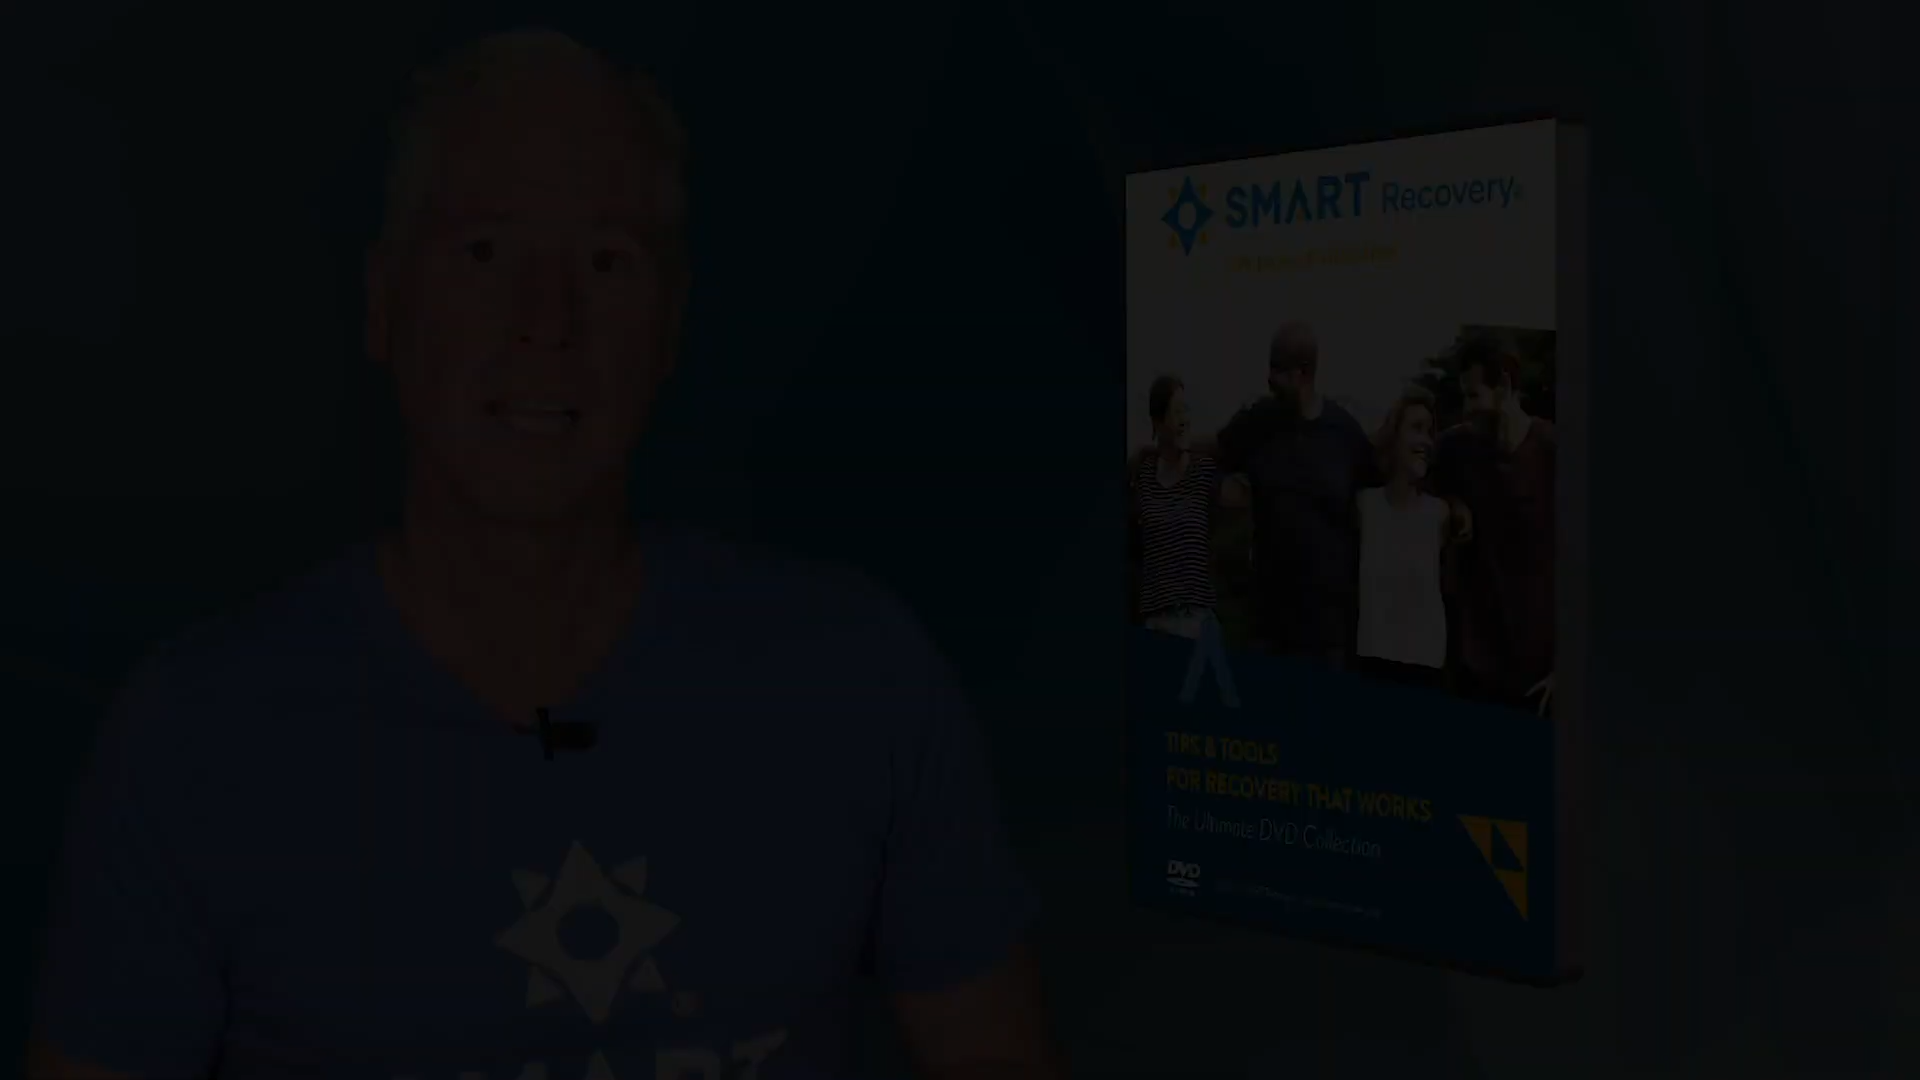 SMART Recovery
TIPS & TOOLS
FOR RECOVERY THAT WORKS
The Ultimate DVD Collection
DVD
SMART